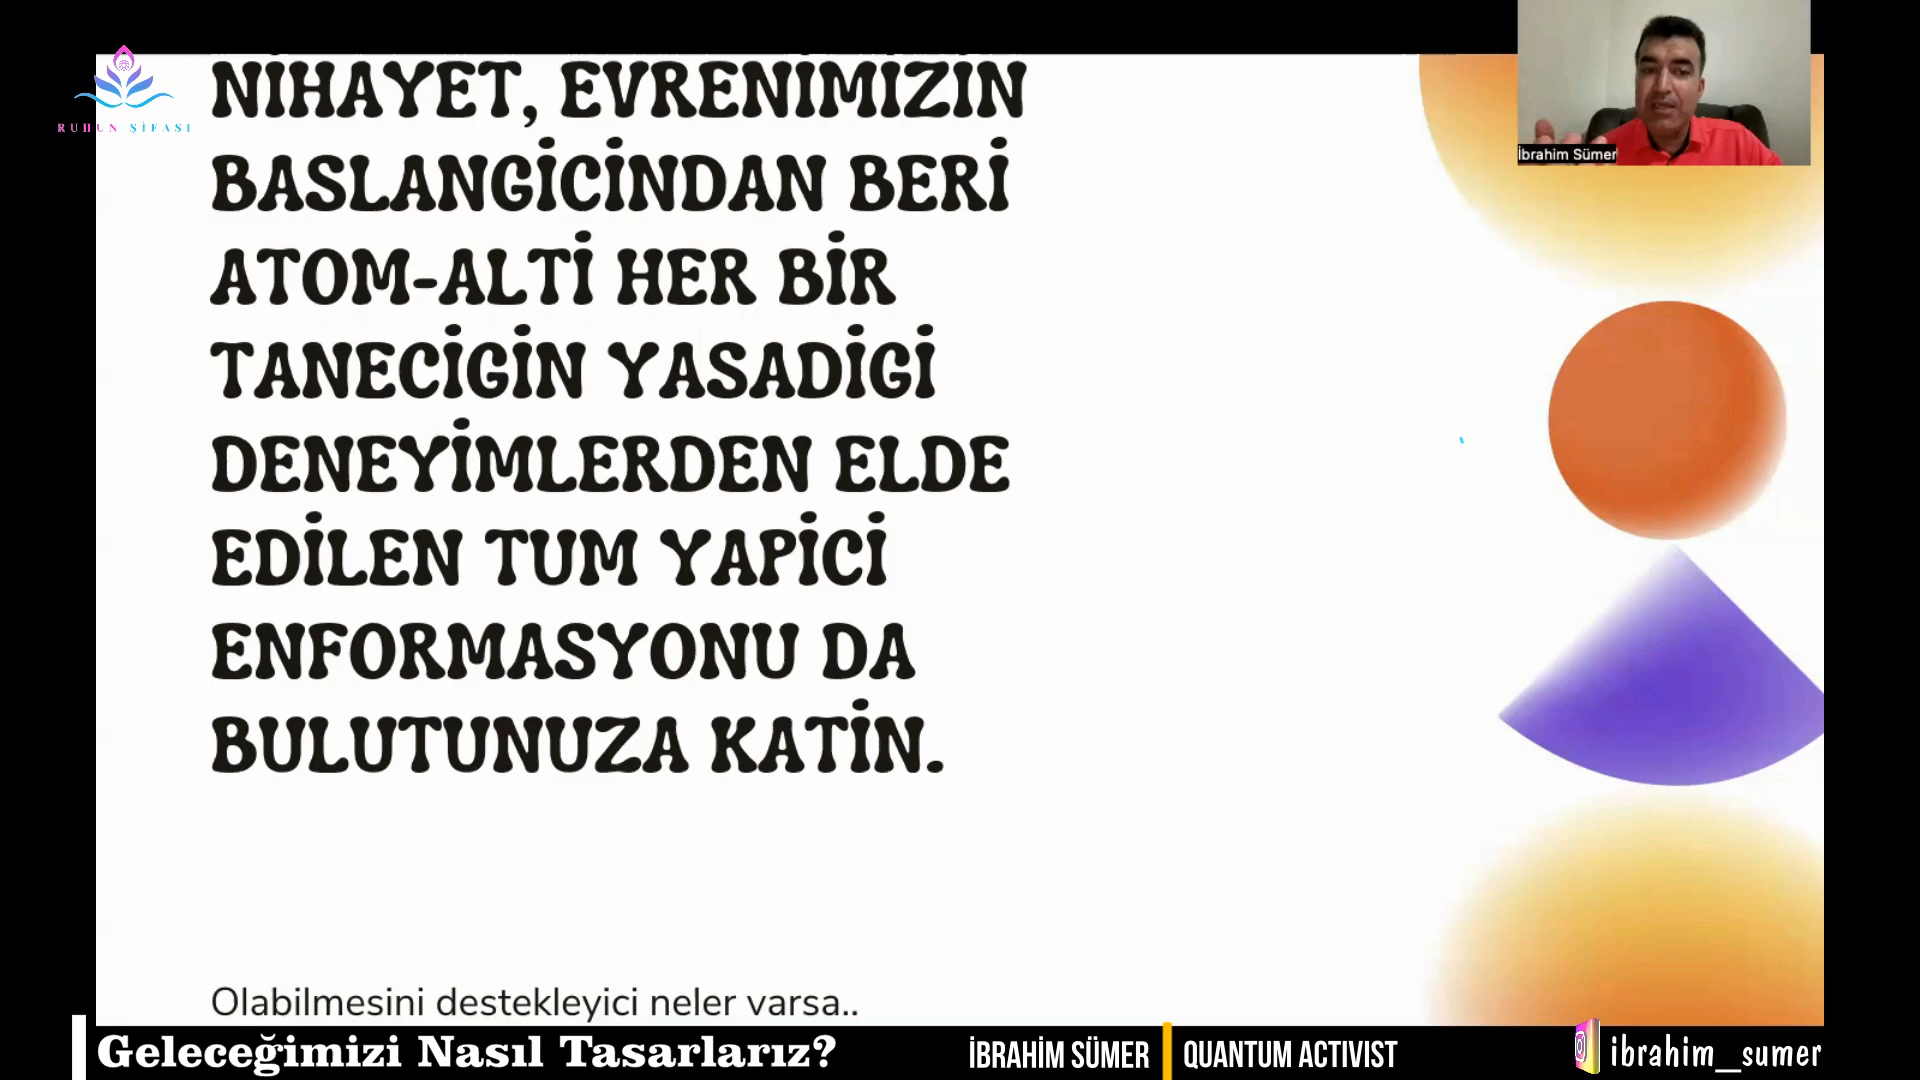 RUHUN ŞİFASI
NİHAYET, EVRENİMİZİN
BASLANGİCİNDAN BERİ
ATOM-ALTİ HER BİR
TANECİGİN YASADİGİ
DENEYİMLERDEN ELDE
EDİLEN TUM YAPİCİ
ENFORMASYONU DA
BULUTUNUZA KATİN.
İbrahim Sümer
Olabilmesini destekleyici neler varsa..
Geleceğimizi Nasıl Tasarlarız?
İBRAHİM SÜMER
QUANTUM ACTIVIST
ibrahim_sumer